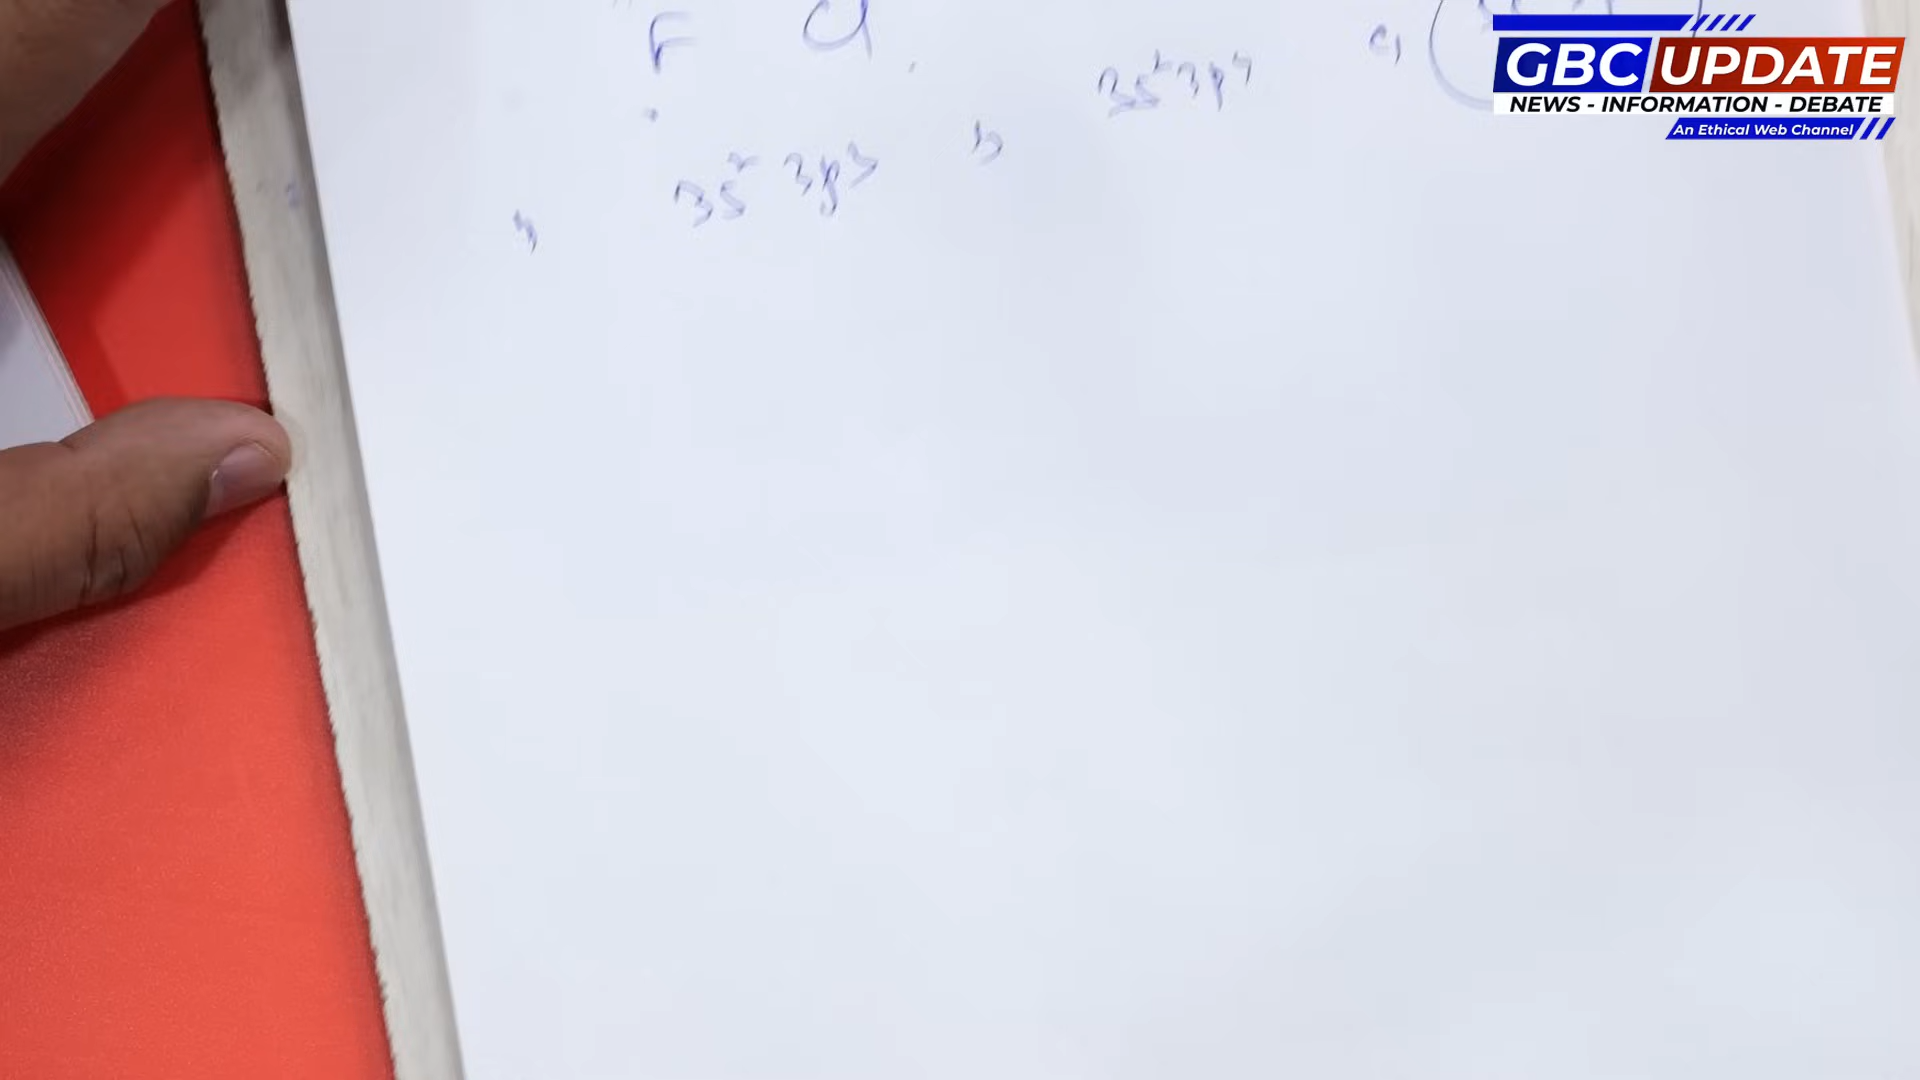 F Cl
3s² 3p³ b) 3s² 3p⁴ c)
GBC UPDATE
NEWS - INFORMATION - DEBATE
An Ethical Web Channel